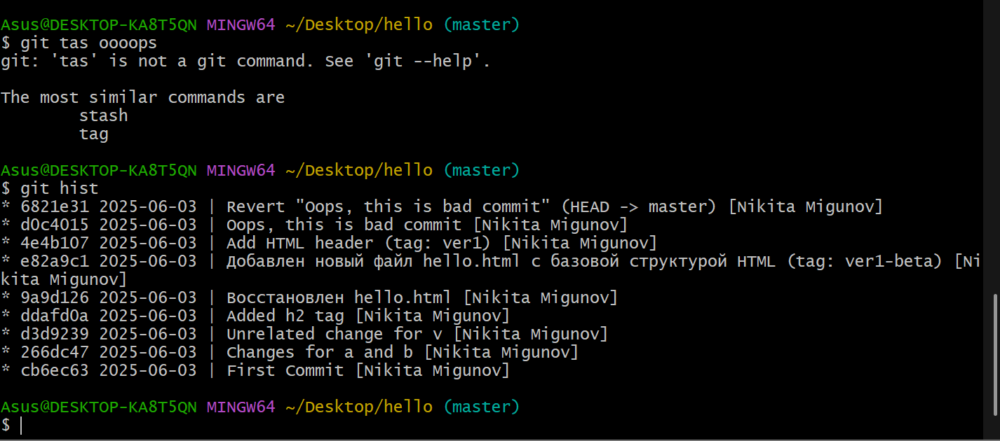 Asus@DESKTOP-KA8T5QN MINGW64 ~/Desktop/hello (master)
$ git tas oooops
git: 'tas' is not a git command. See 'git --help'.
The most similar commands are
stash
tag
Asus@DESKTOP-KA8T5QN MINGW64 ~/Desktop/hello (master)
$ git hist
* 6821e31 2025-06-03 | Revert "Oops, this is bad commit" (HEAD -> master) [Nikita Migunov]
* d0c4015 2025-06-03 | Oops, this is bad commit [Nikita Migunov]
* 4e4b107 2025-06-03 | Add HTML header (tag: ver1) [Nikita Migunov]
* e82a9c1 2025-06-03 | Добавлен новый файл hello.html с базовой структурой HTML (tag: ver1-beta) [Ni
kita Migunov]
* 9a9d126 2025-06-03 | Восстановлен hello.html [Nikita Migunov]
* ddafd0a 2025-06-03 | Added h2 tag [Nikita Migunov]
* d3d9239 2025-06-03 | Unrelated change for v [Nikita Migunov]
* 266dc47 2025-06-03 | Changes for a and b [Nikita Migunov]
* cb6ec63 2025-06-03 | First Commit [Nikita Migunov]
Asus@DESKTOP-KA8T5QN MINGW64 ~/Desktop/hello (master)
$